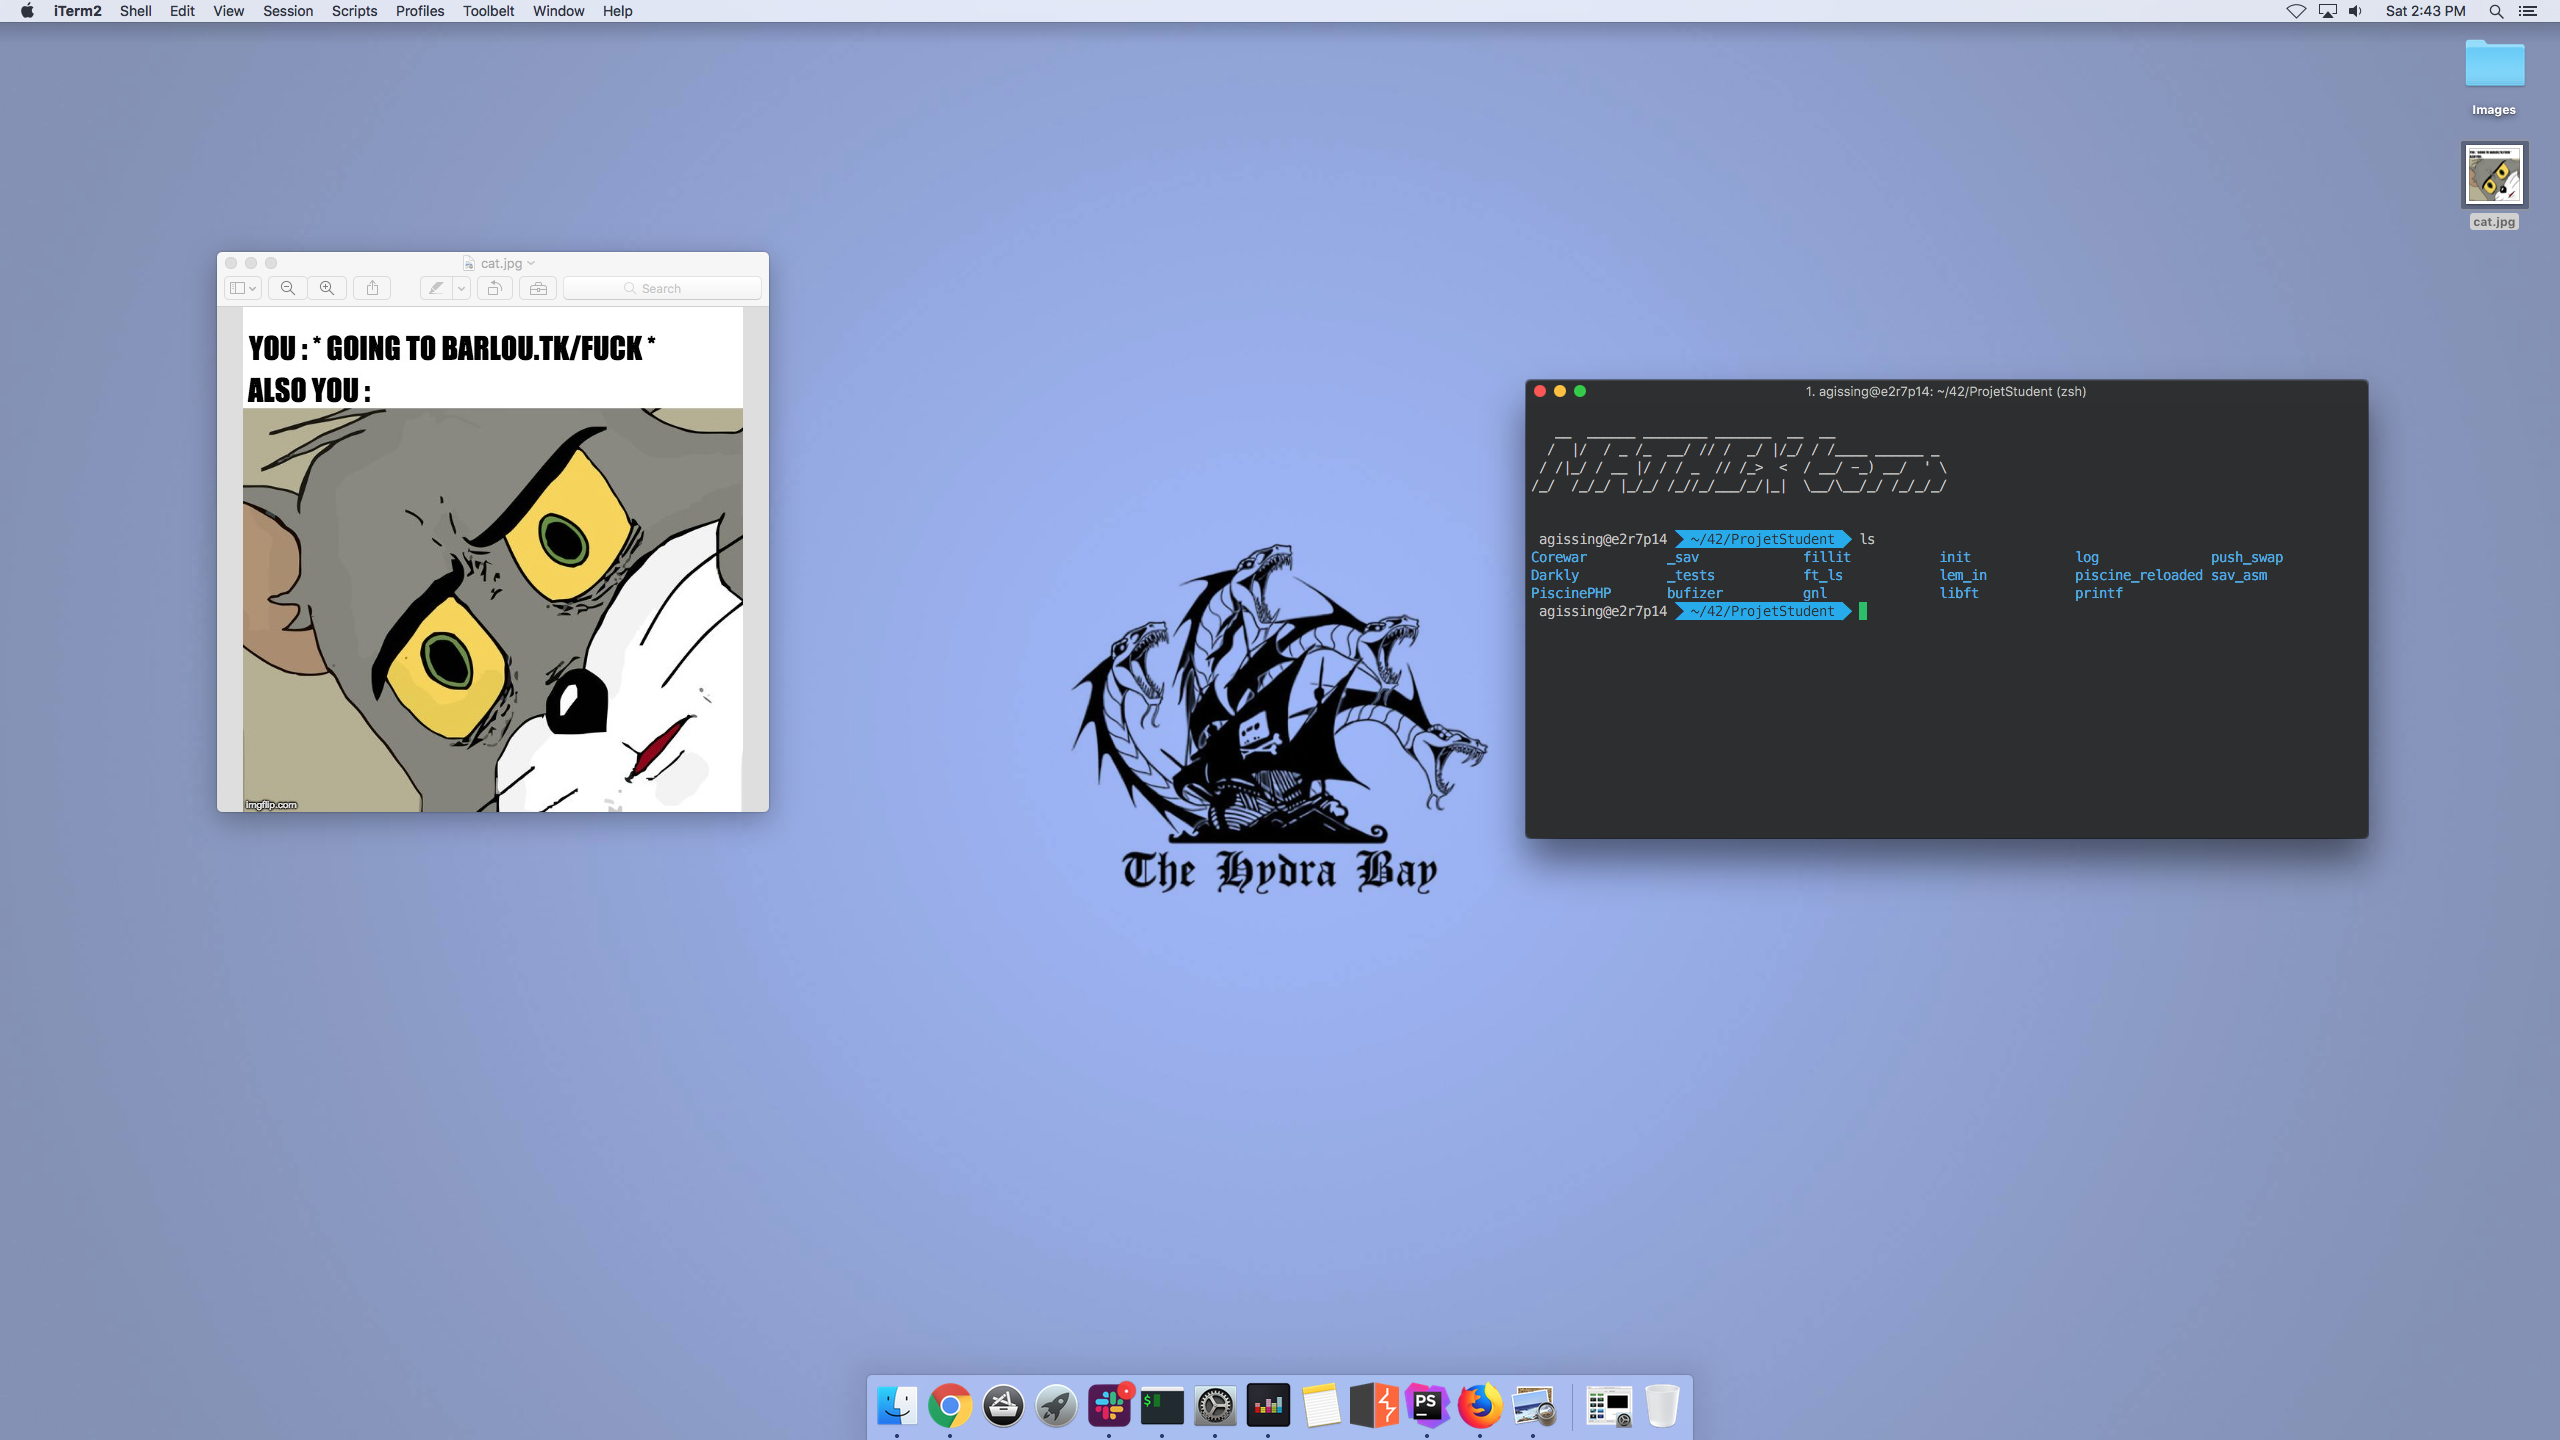 iTerm2 Shell Edit View Session Scripts Profiles Toolbelt Window Help
Sat 2:43 PM
Images
cat.jpg
cat.jpg
Search
YOU : * GOING TO BARLOU.TK/FUCK *
ALSO YOU :
imgflip.com
The Hydra Bay
1. agissing@e2r7p14: ~/42/ProjetStudent (zsh)
agissing@e2r7p14 ~/42/ProjetStudent ls
Corewar _sav fillit init log push_swap
Darkly _tests ft_ls lem_in piscine_reloaded sav_asm
PiscinePHP bufizer gnl libft printf
agissing@e2r7p14 ~/42/ProjetStudent
$
PS